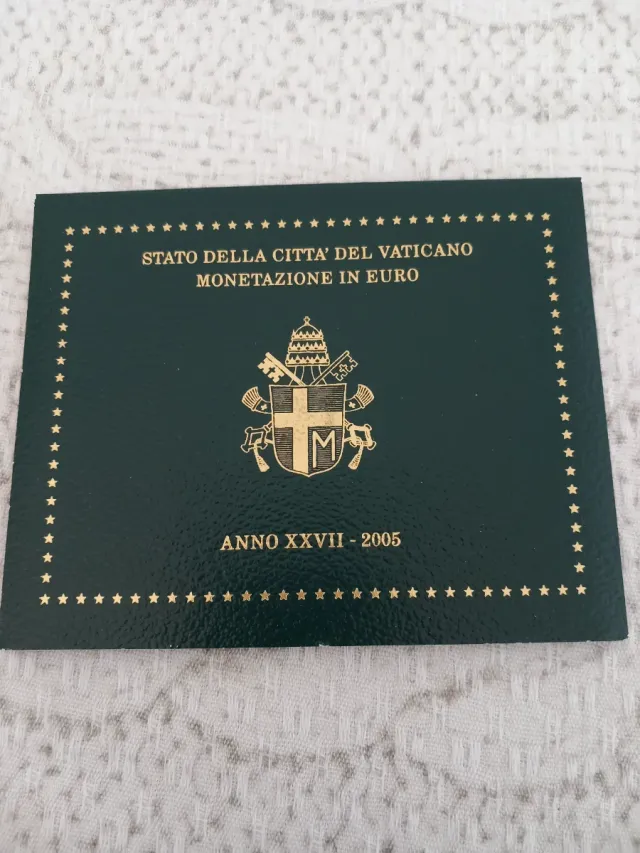 STATO DELLA CITTA' DEL VATICANO
MONETAZIONE IN EURO
M
ANNO XXVII - 2005